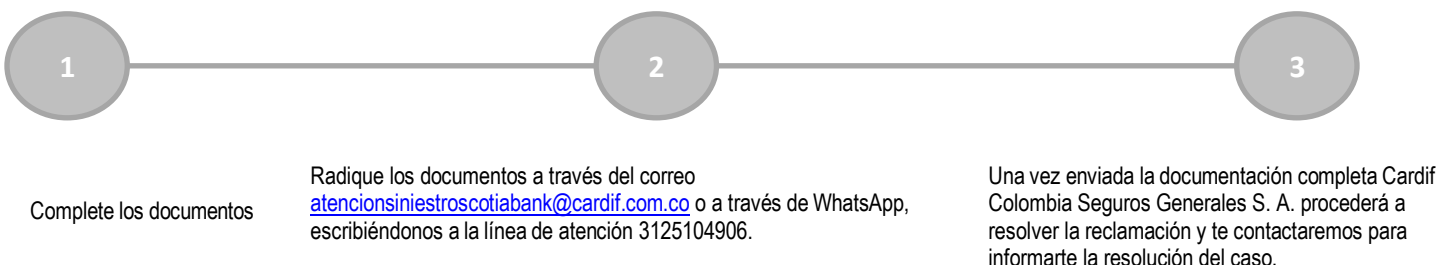 1
2
3
Complete los documentos
Radique los documentos a través del correo
atencionsiniestroscotiabank@cardif.com.co o a través de WhatsApp,
escribiéndonos a la línea de atención 3125104906.
Una vez enviada la documentación completa Cardif
Colombia Seguros Generales S. A. procederá a
resolver la reclamación y te contactaremos para
informarte la resolución del caso.